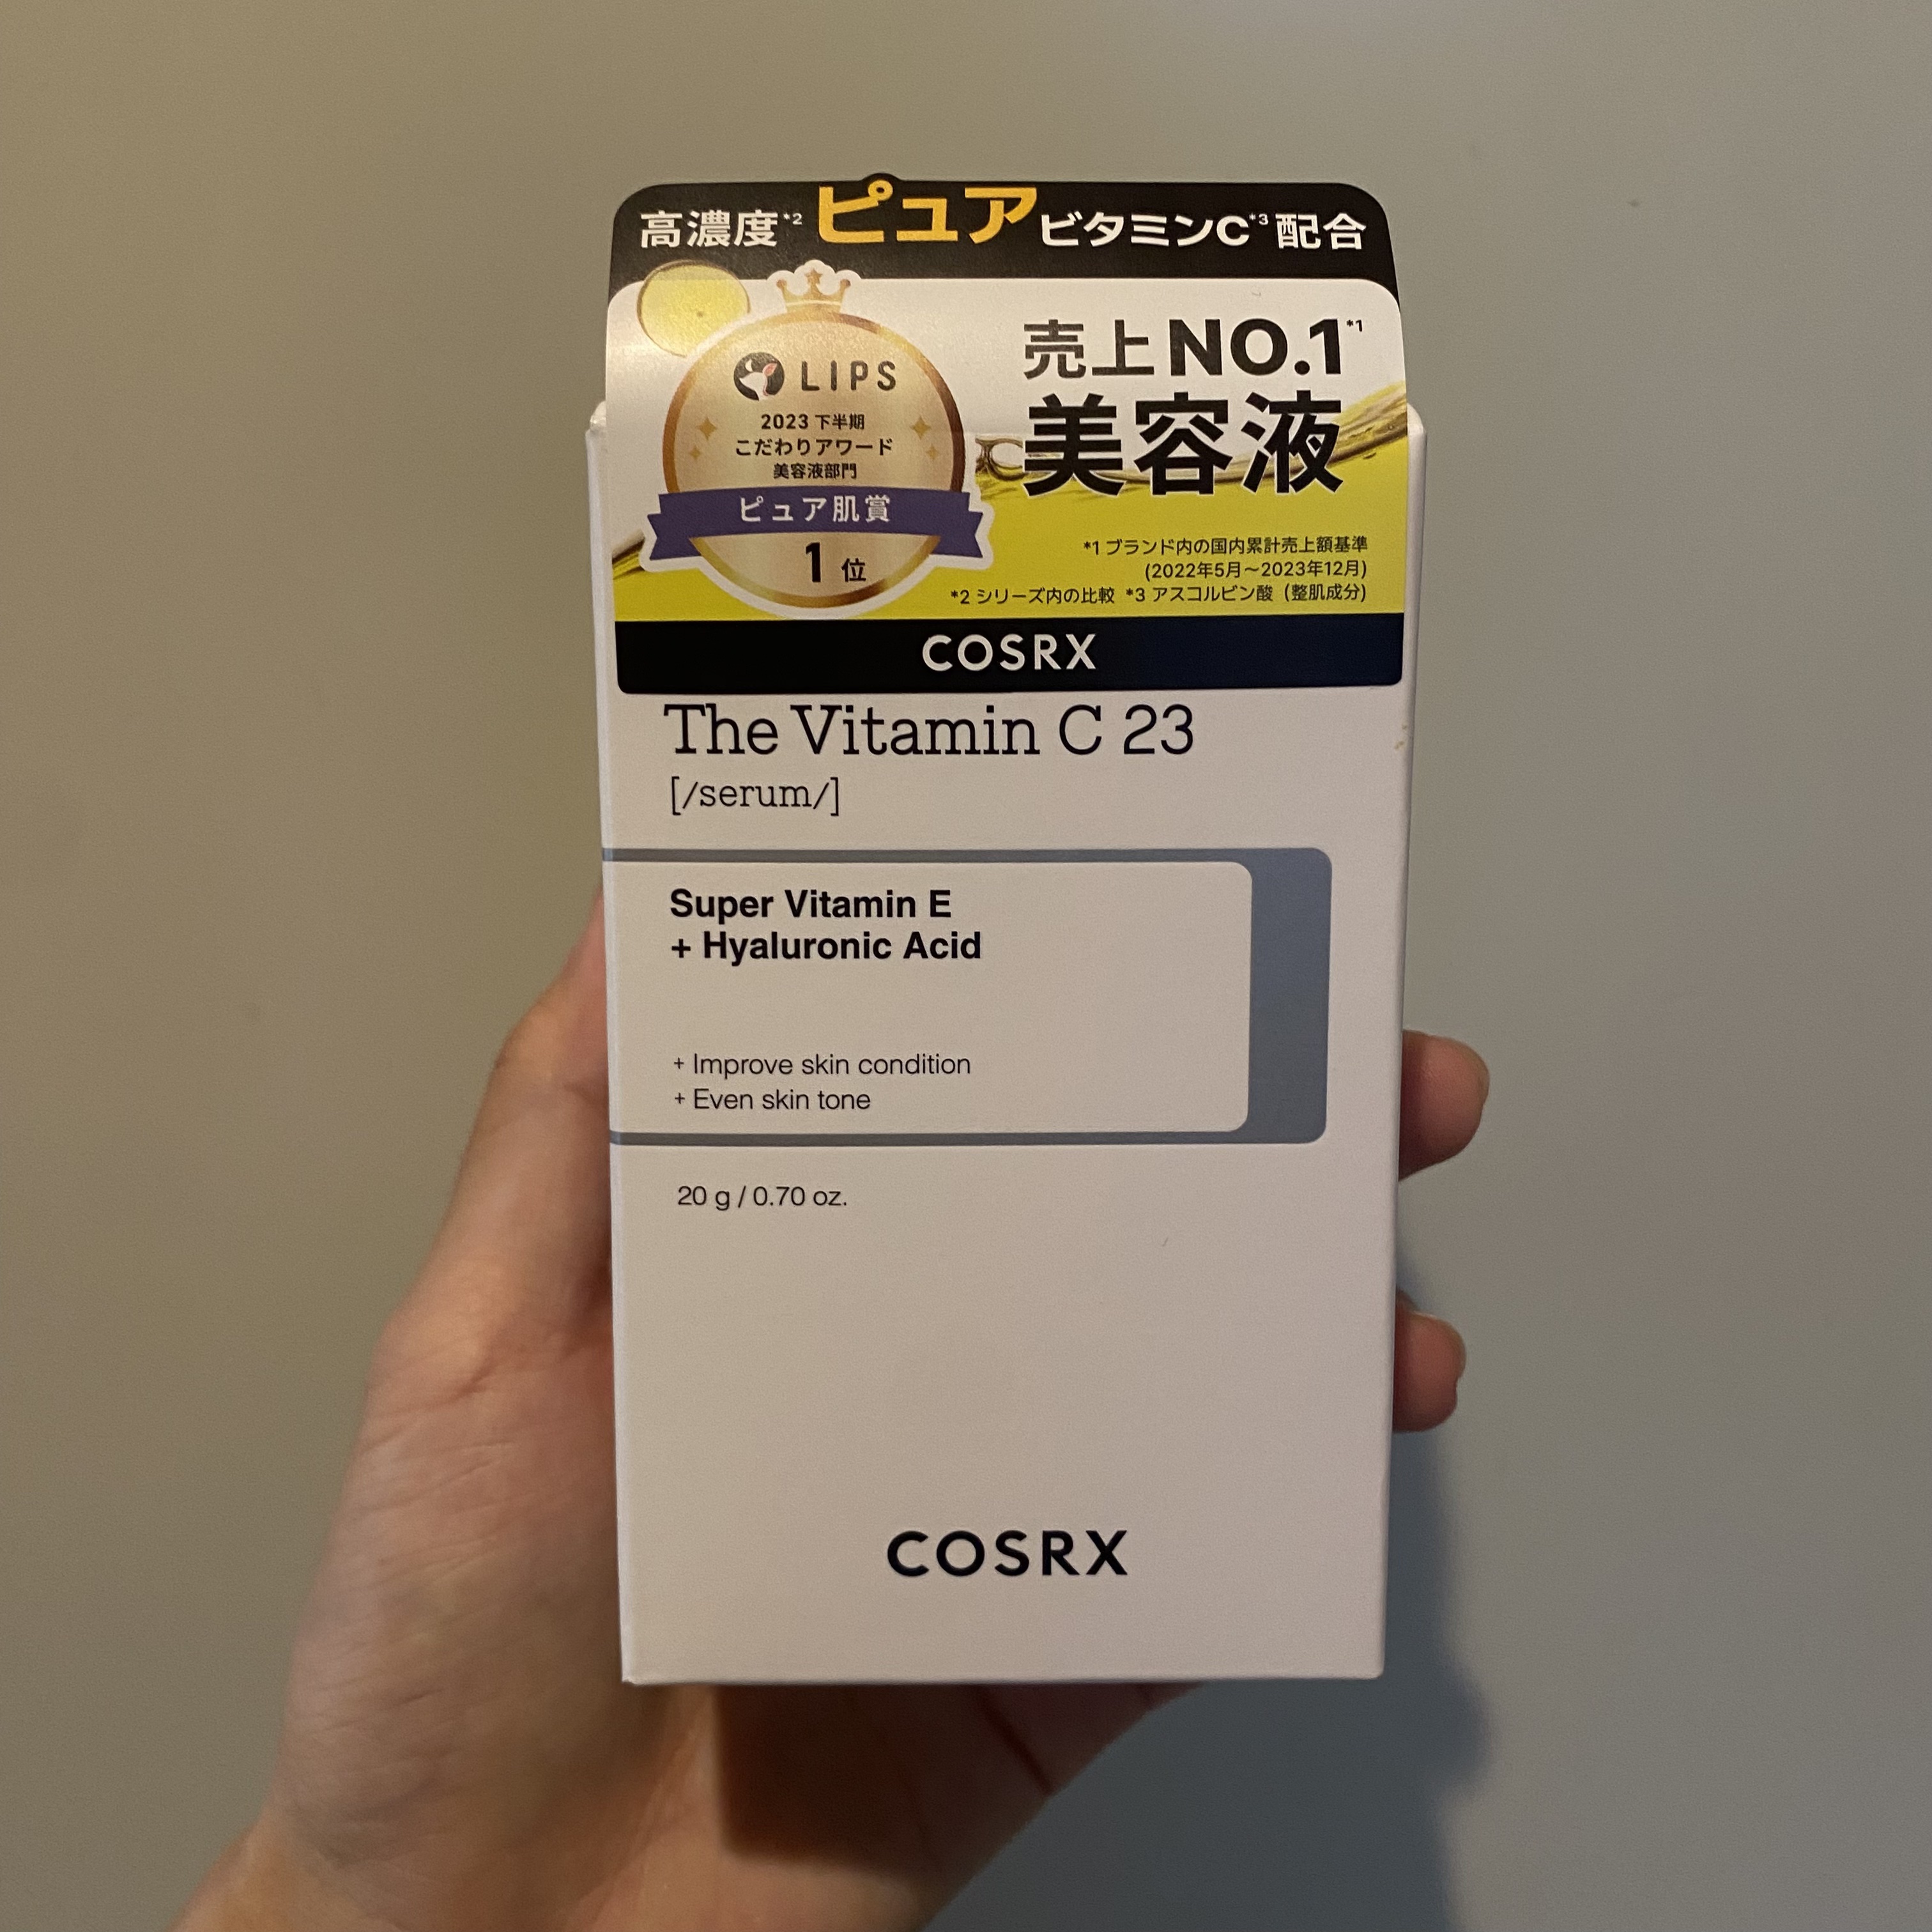 高濃度*2 ピュアビタミンC*3配合
LIPS
2023 下半期
こだわりアワード
美容液部門
ピュア肌賞
1 位
売上NO.1*1
美容液
*1 ブランド内の国内累計売上額基準
(2022年5月〜2023年12月)
*2 シリーズ内の比較 *3 アスコルビン酸（整肌成分)
COSRX
The Vitamin C 23
[/serum/]
Super Vitamin E
+ Hyaluronic Acid
+ Improve skin condition
+ Even skin tone
20 g / 0.70 oz.
COSRX